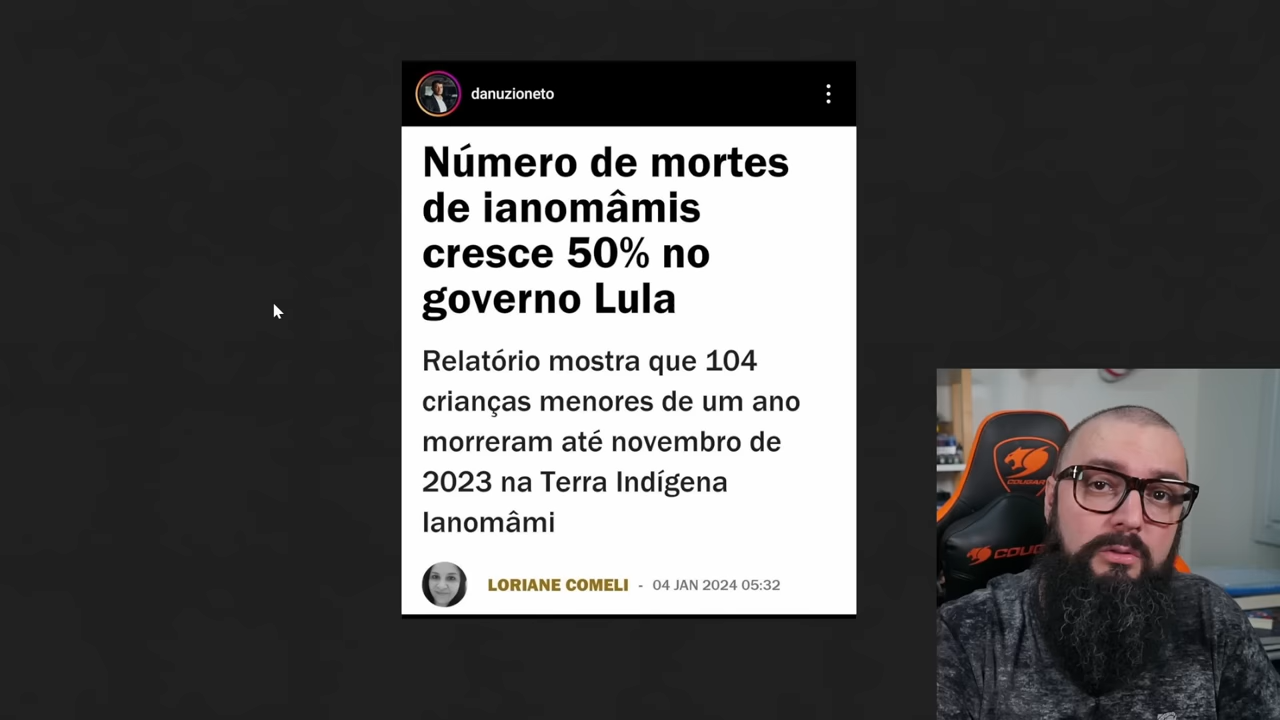 danuzioneto
Número de mortes
de ianomâmis
cresce 50% no
governo Lula
Relatório mostra que 104
crianças menores de um ano
morreram até novembro de
2023 na Terra Indígena
Ianomâmi
LORIANE COMELI - 04 JAN 2024 05:32
COUGAR